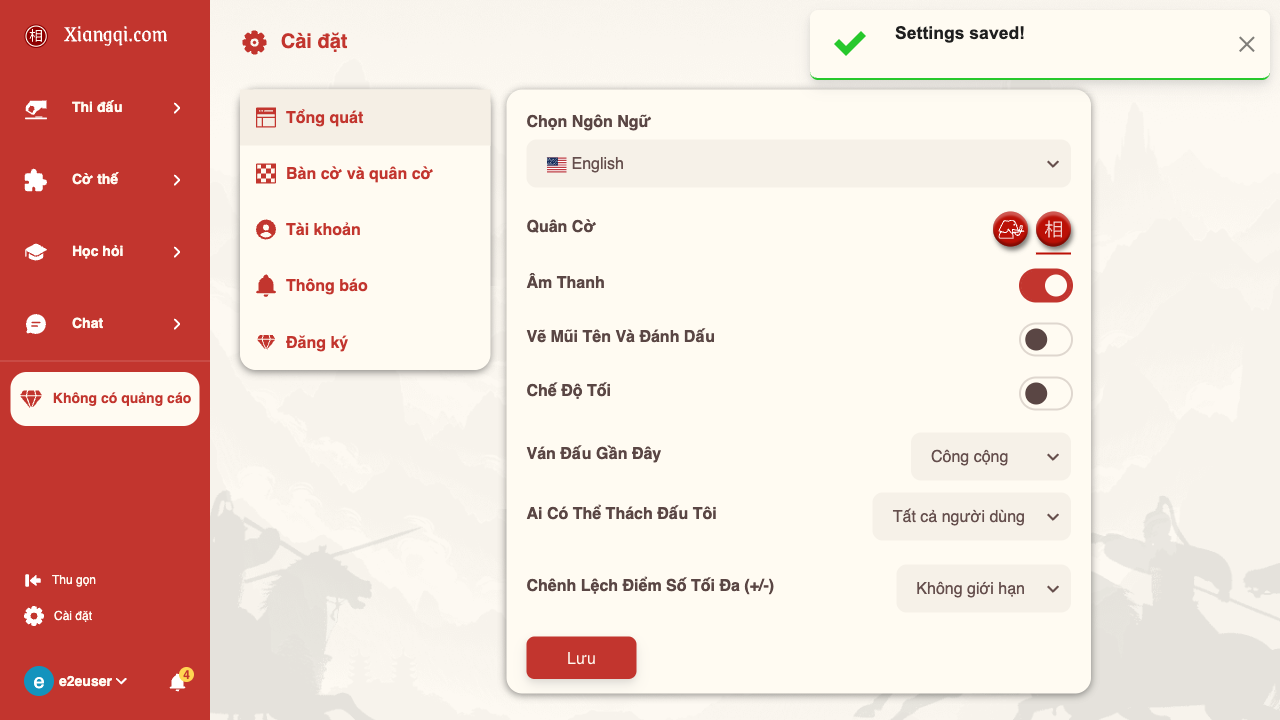 相 Xiangqi.com
Thi đấu
Cờ thế
Học hỏi
Chat
Không có quảng cáo
Thu gọn
Cài đặt
e e2euser
4
Cài đặt
Settings saved!
Tổng quát
Bàn cờ và quân cờ
Tài khoản
Thông báo
Đăng ký
Chọn Ngôn Ngữ
English
Quân Cờ
相
Âm Thanh
Vẽ Mũi Tên Và Đánh Dấu
Chế Độ Tối
Ván Đấu Gần Đây
Công cộng
Ai Có Thể Thách Đấu Tôi
Tất cả người dùng
Chênh Lệch Điểm Số Tối Đa (+/-)
Không giới hạn
Lưu